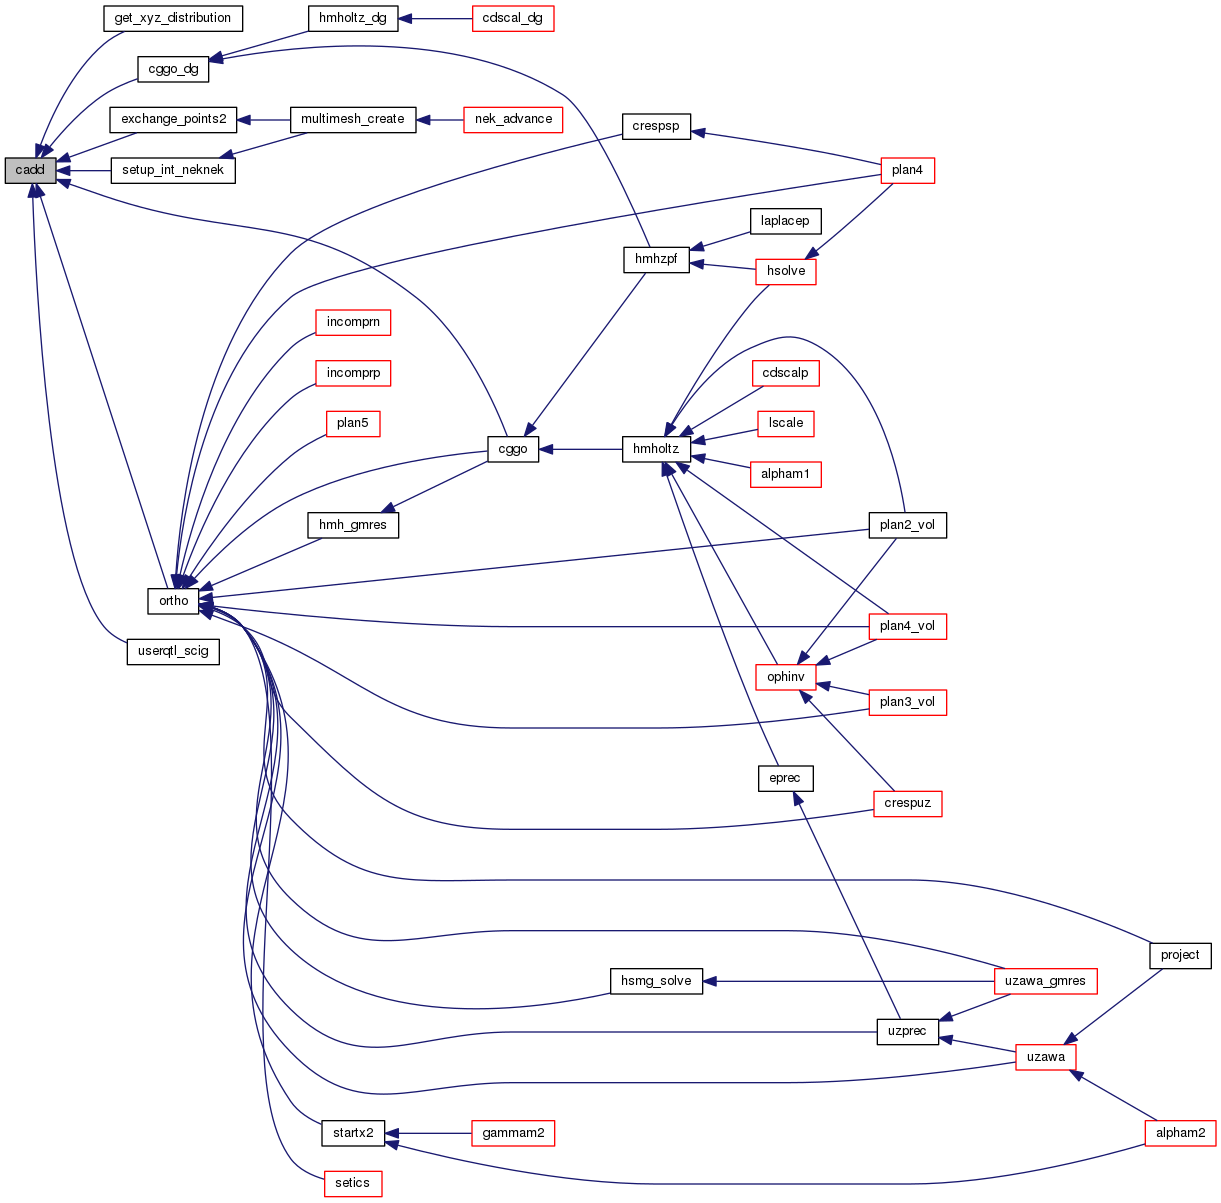 get_xyz_distribution
hmholtz_dg
cdscal_dg
cggo_dg
exchange_points2
multimesh_create
nek_advance
crespsp
cadd
setup_int_neknek
plan4
laplacep
hmhzpf
hsolve
incomprn
incomprp
cdscalp
plan5
lscale
cggo
hmholtz
alpham1
hmh_gmres
plan2_vol
ortho
plan4_vol
userqtl_scig
ophinv
plan3_vol
eprec
crespuz
project
hsmg_solve
uzawa_gmres
uzprec
uzawa
startx2
gammam2
alpham2
setics